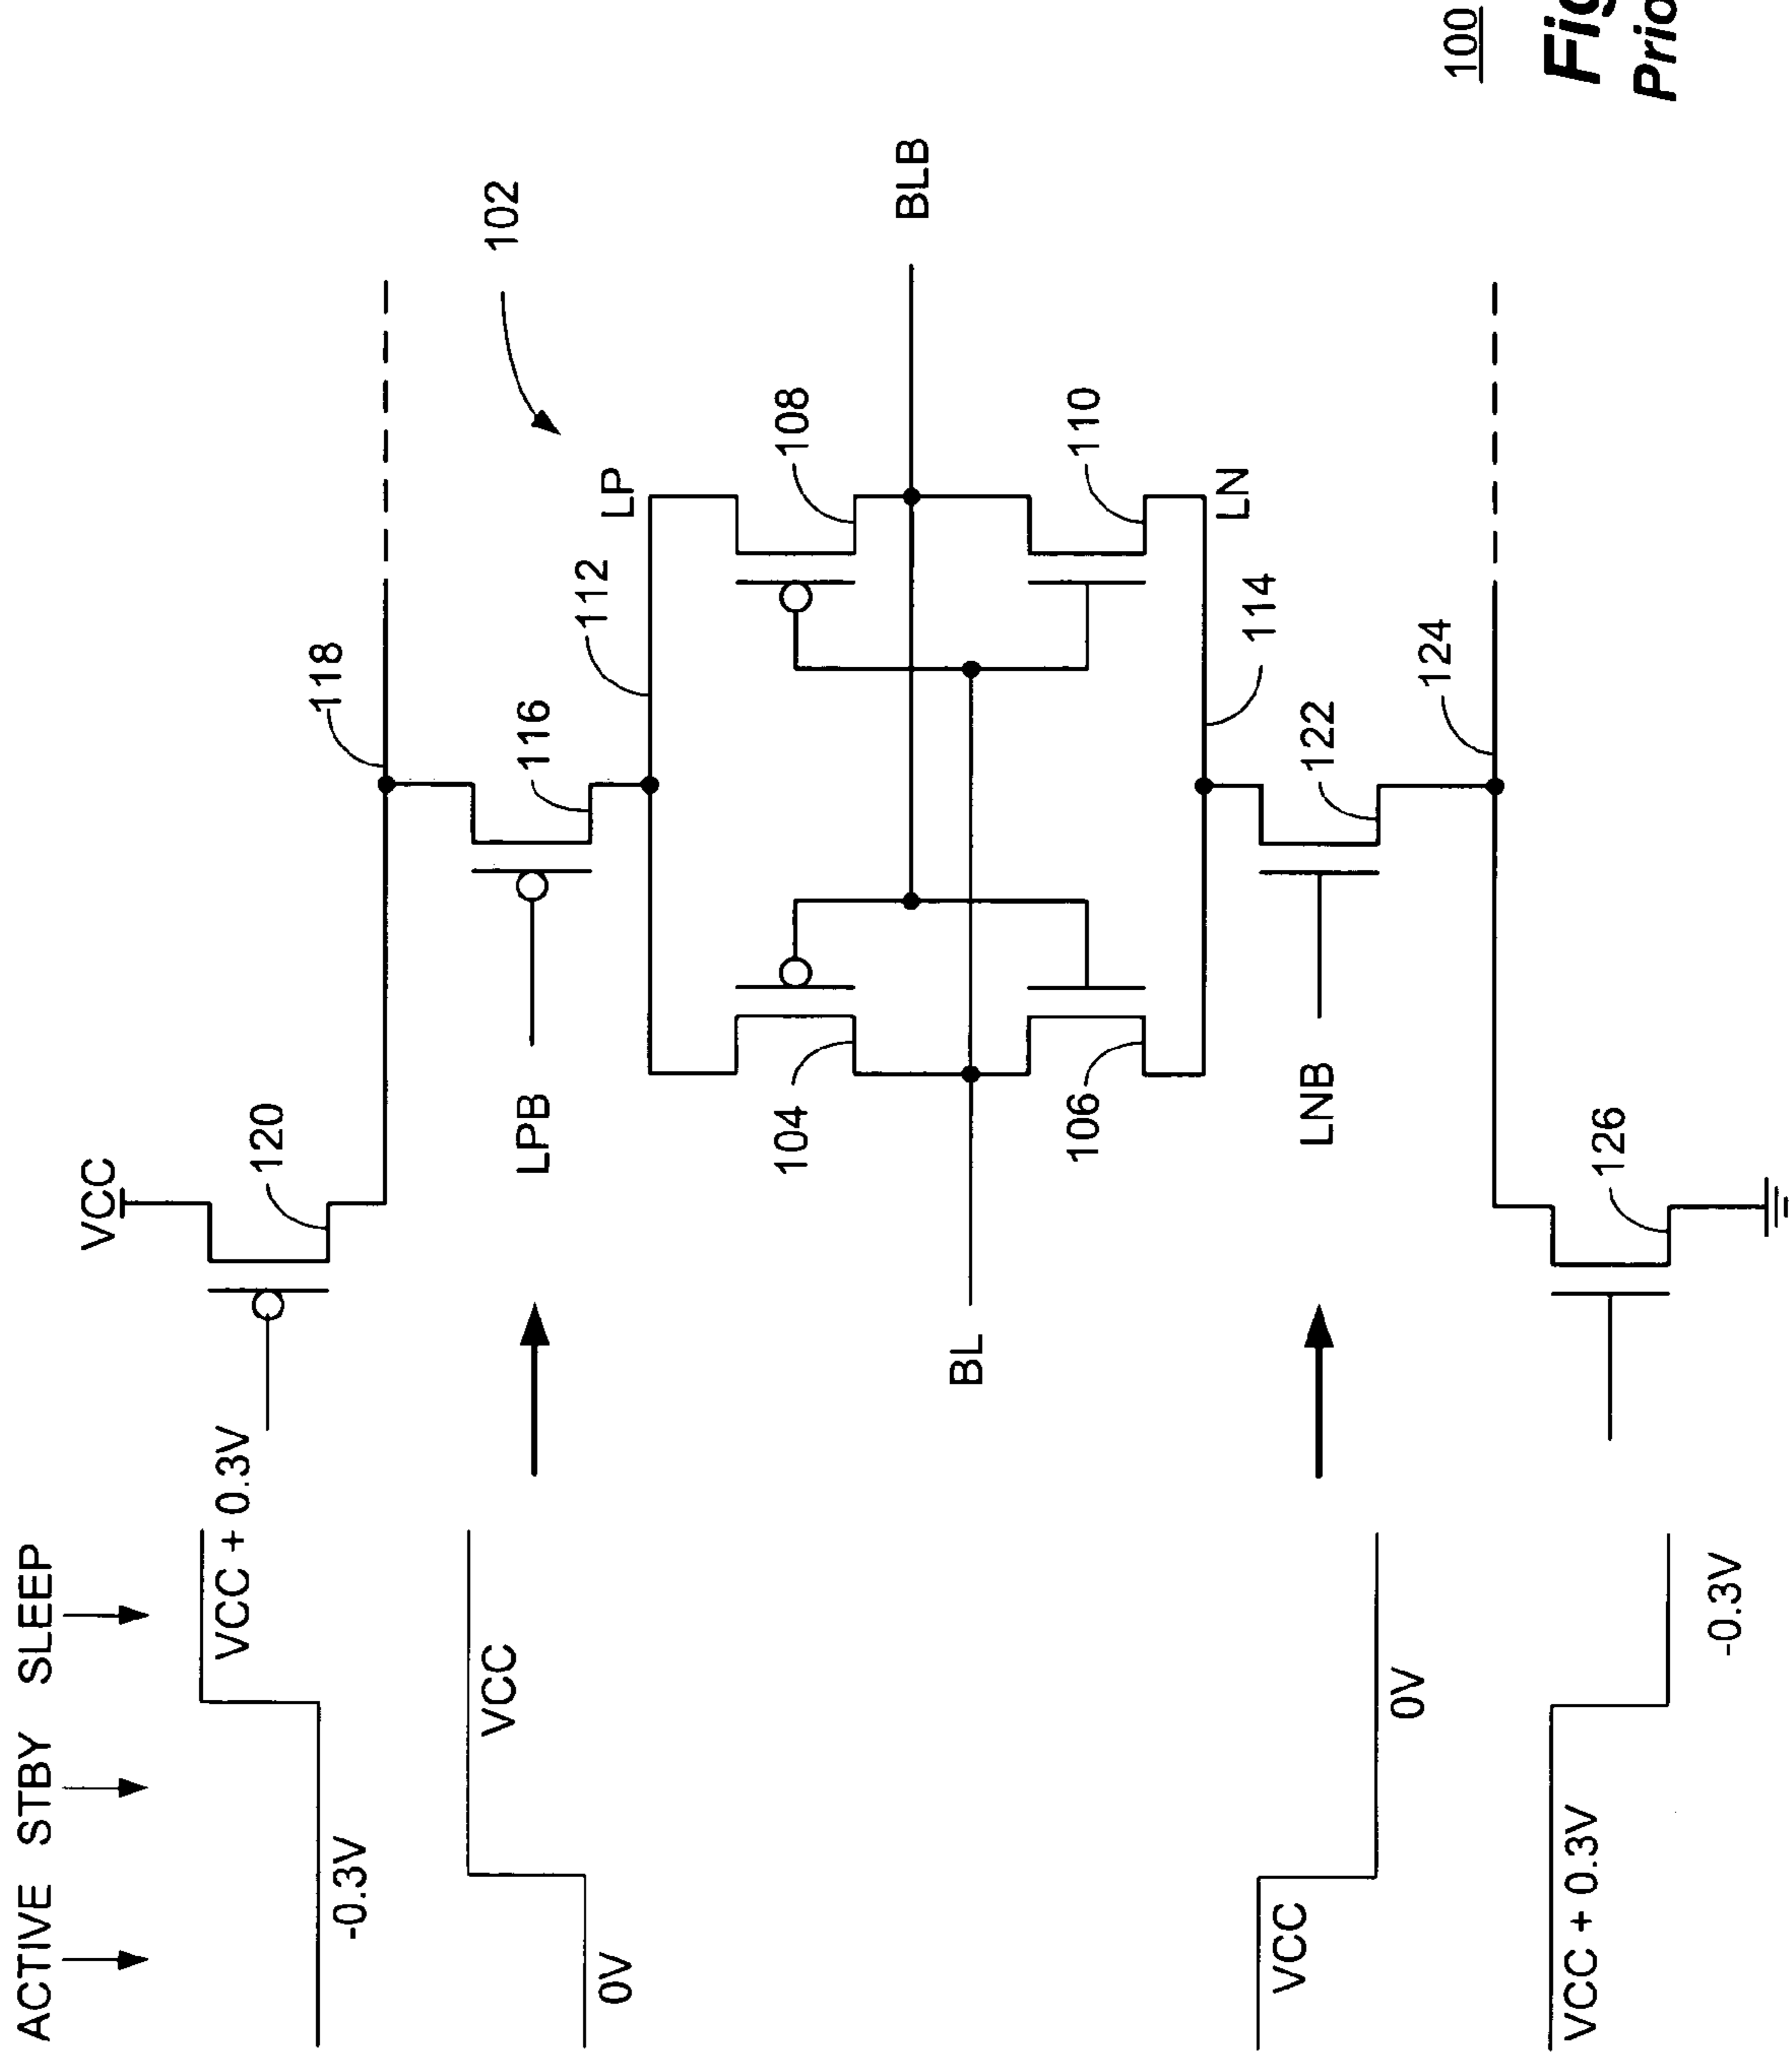 ACTIVE STBY SLEEP
VCC
120
VCC + 0.3V
-0.3V
118
116
LPB
VCC
0V
102
112
LP
104
108
BL
BLB
106
110
LN
114
LNB
122
VCC
0V
124
126
VCC + 0.3V
-0.3V
100